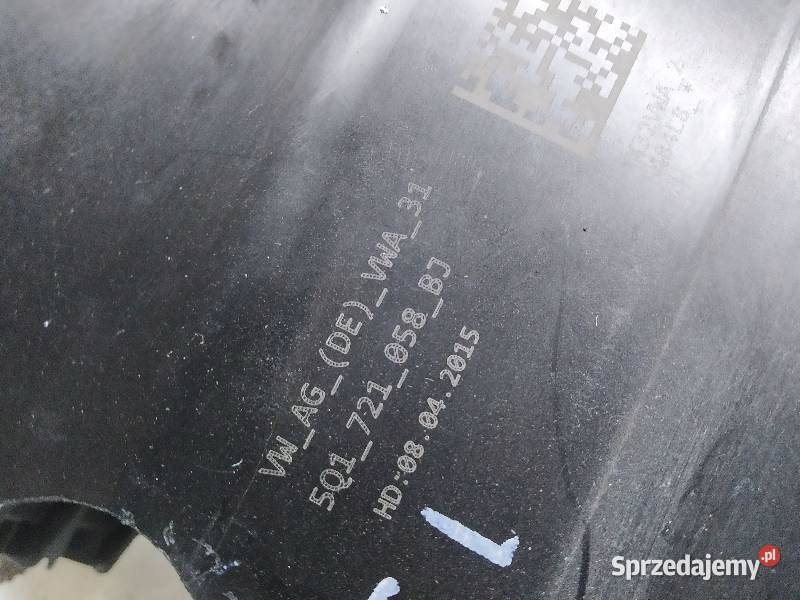 VW_AG_(DE)_VWA_31
5Q1_721_058_BJ
HD:08.04.2015
Sprzedajemy.pl